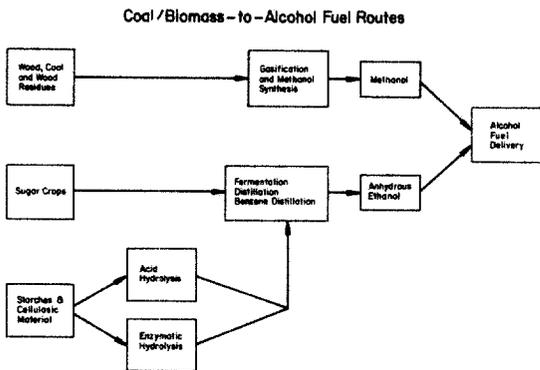 Coal/Biomass-to-Alcohol Fuel Routes
Wood, Coal
and Wood
Residues
Gasification
and Methanol
Synthesis
Methanol
Alcohol
Fuel
Delivery
Sugar Crops
Fermentation
Distillation
Benzene Distillation
Anhydrous
Ethanol
Starches &
Cellulosic
Material
Acid
Hydrolysis
Enzymatic
Hydrolysis